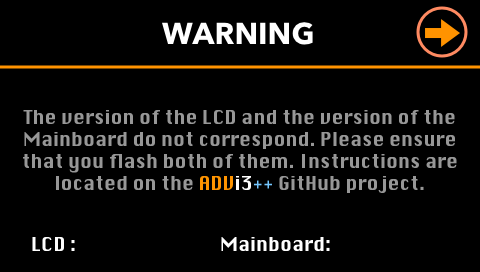 WARNING
The version of the LCD and the version of the
Mainboard do not correspond. Please ensure
that you flash both of them. Instructions are
located on the ADVi3++ GitHub project.
LCD: Mainboard: